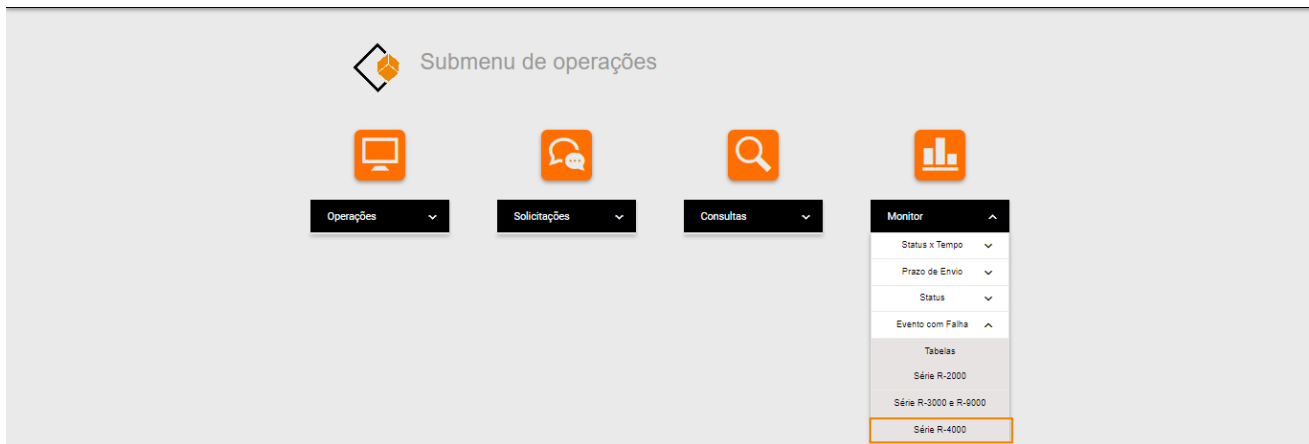 Submenu de operações
Operações
Solicitações
Consultas
Monitor
Status x Tempo
Prazo de Envio
Status
Evento com Falha
Tabelas
Série R-2000
Série R-3000 e R-9000
Série R-4000